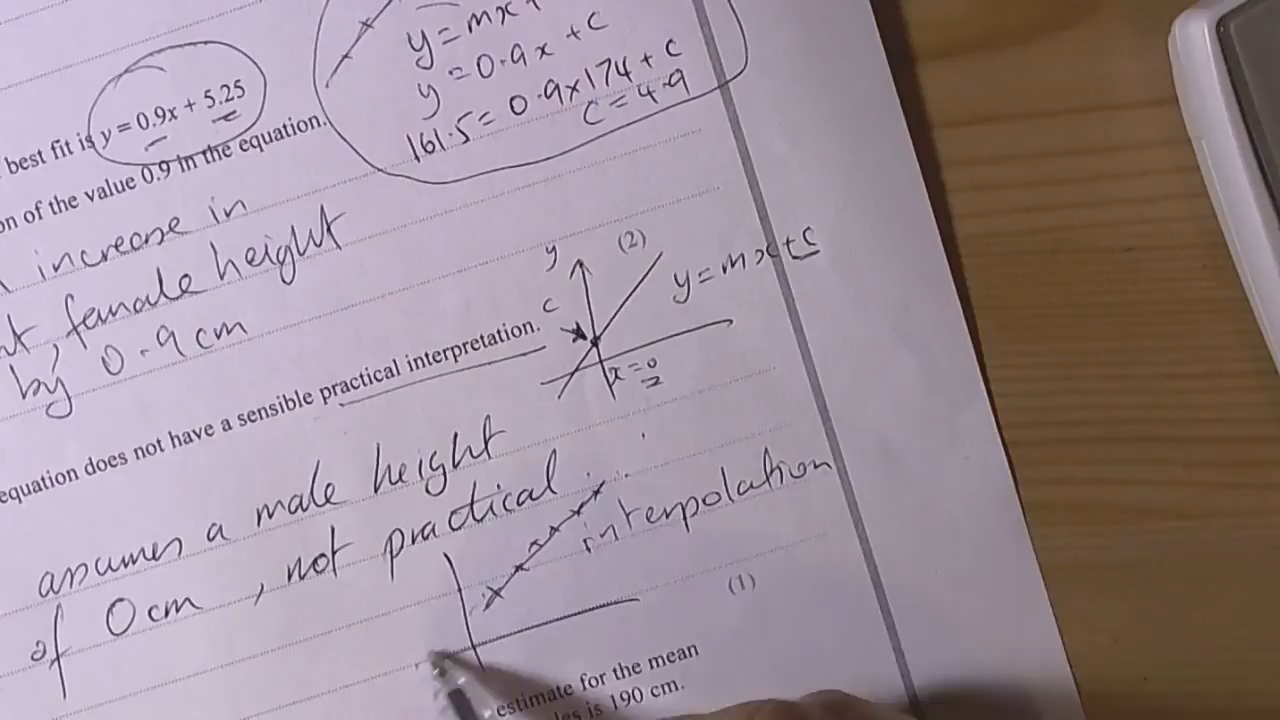 y = mx +
y = 0.9x + c
161.5 = 0.9 x 174 + c
c = 4.9
best fit is y = 0.9x + 5.25
on of the value 0.9 in the equation.
increase in
, female height
by 0.9 cm
(2)
y
c
y = mx + c
x = 0
equation does not have a sensible practical interpretation.
assumes a male height
of 0 cm, not practical
interpolation
(1)
estimate for the mean
is 190 cm.